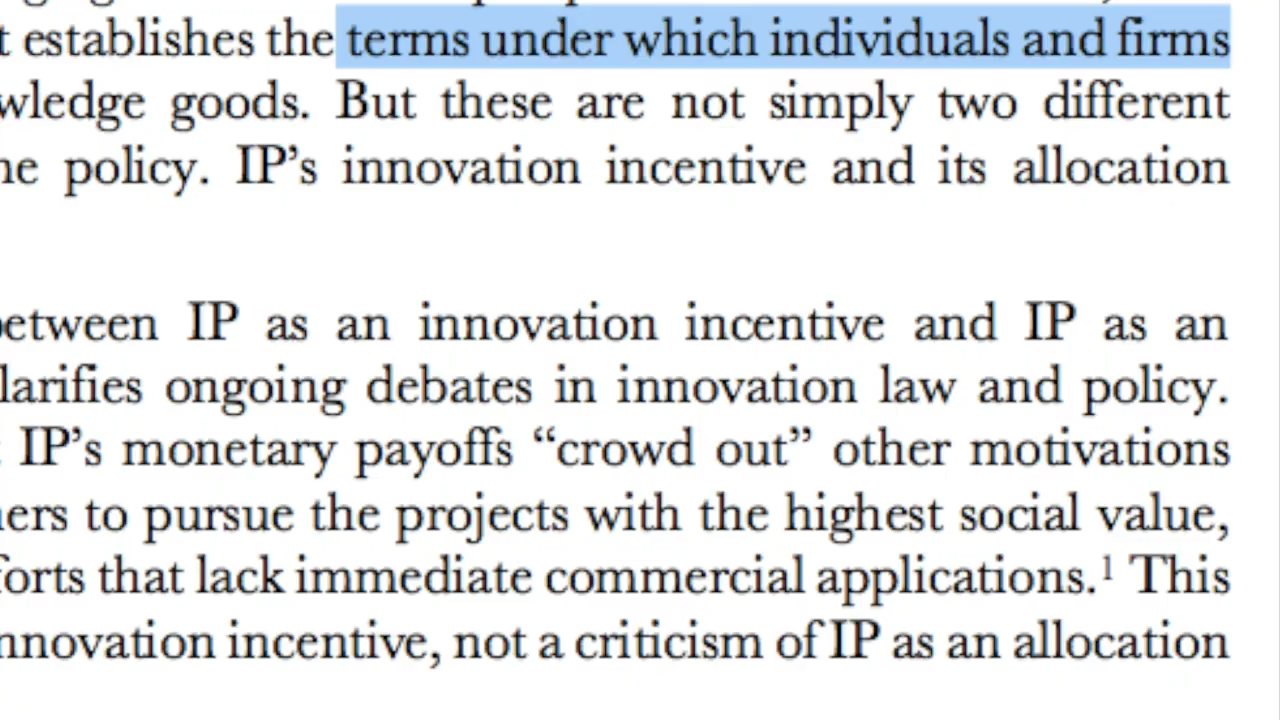 t establishes the terms under which individuals and firms
wledge goods. But these are not simply two different
ne policy. IP’s innovation incentive and its allocation
between IP as an innovation incentive and IP as an
larifies ongoing debates in innovation law and policy.
IP’s monetary payoffs “crowd out” other motivations
ers to pursue the projects with the highest social value,
forts that lack immediate commercial applications.¹ This
nnovation incentive, not a criticism of IP as an allocation